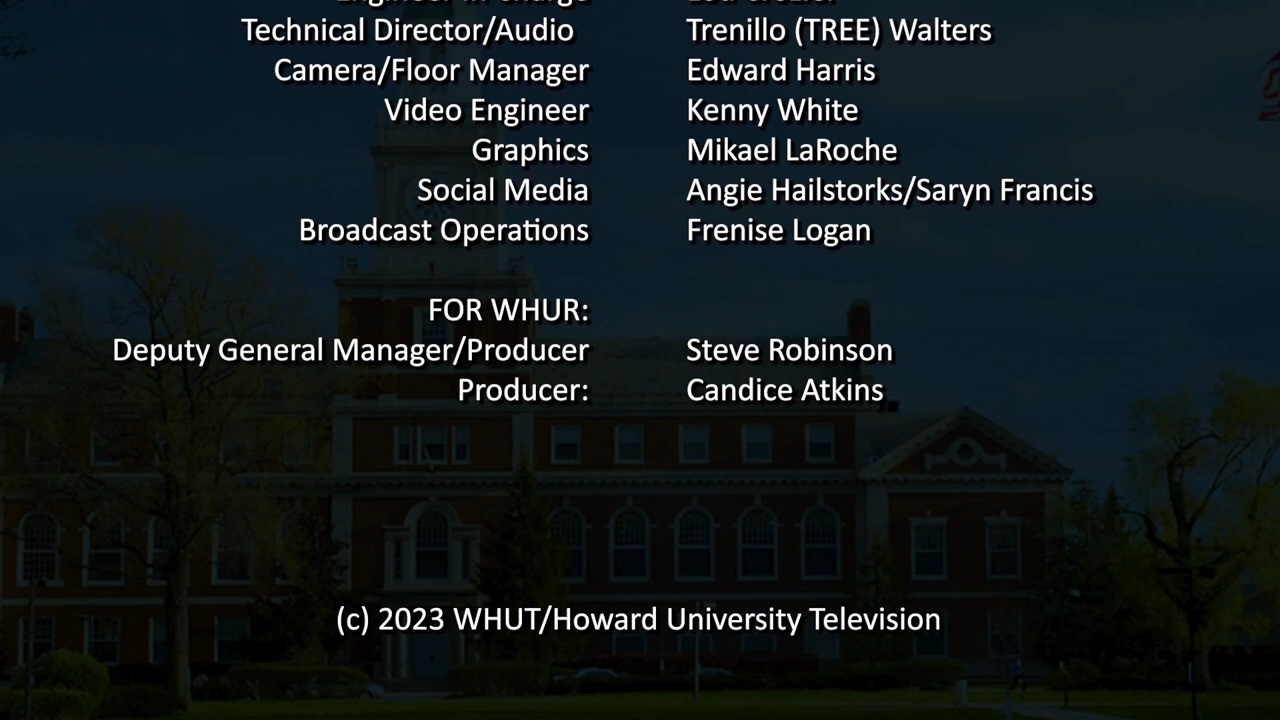 Technical Director/Audio Trenillo (TREE) Walters
Camera/Floor Manager Edward Harris
Video Engineer Kenny White
Graphics Mikael LaRoche
Social Media Angie Hailstorks/Saryn Francis
Broadcast Operations Frenise Logan
FOR WHUR:
Deputy General Manager/Producer Steve Robinson
Producer: Candice Atkins
(c) 2023 WHUT/Howard University Television